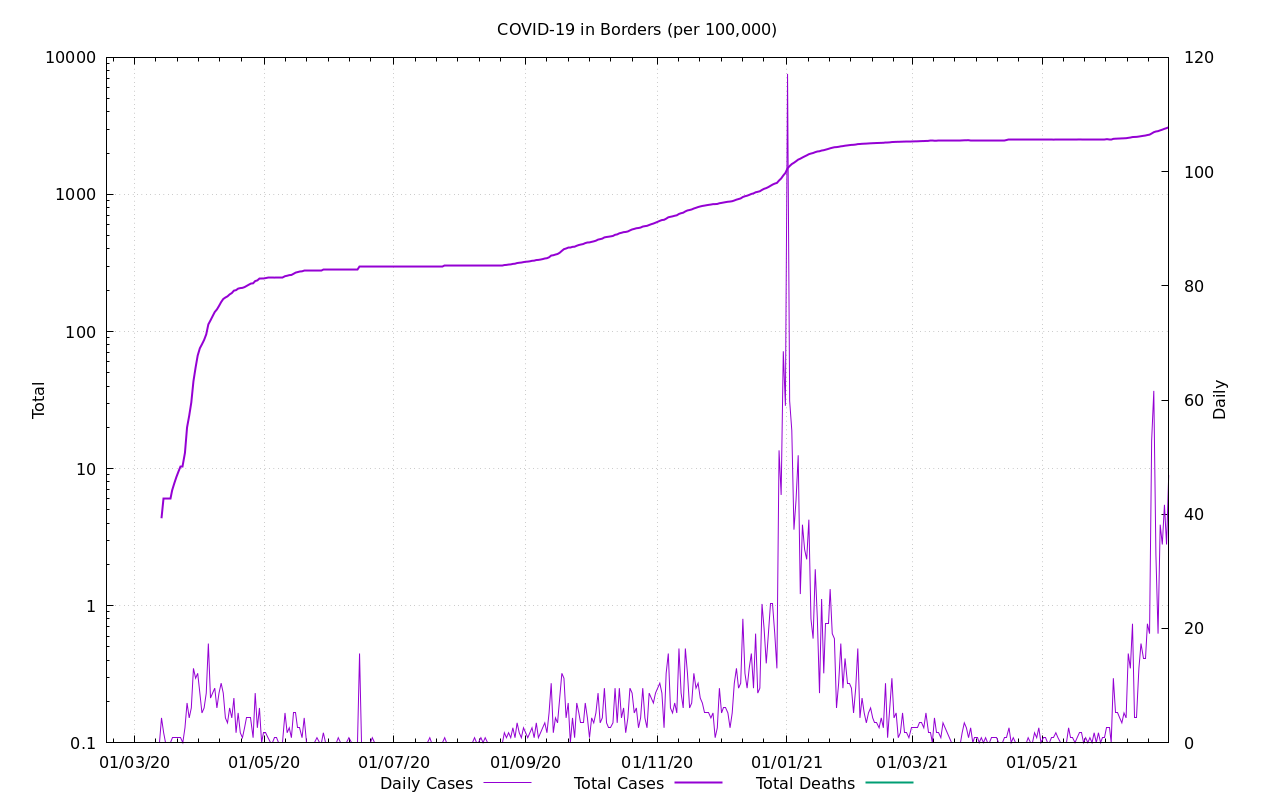 COVID-19 in Borders (per 100,000)
10000
1000
100
10
1
0.1
Total
120
100
80
60
40
20
0
Daily
01/03/20 01/05/20 01/07/20 01/09/20 01/11/20 01/01/21 01/03/21 01/05/21
Daily Cases Total Cases Total Deaths